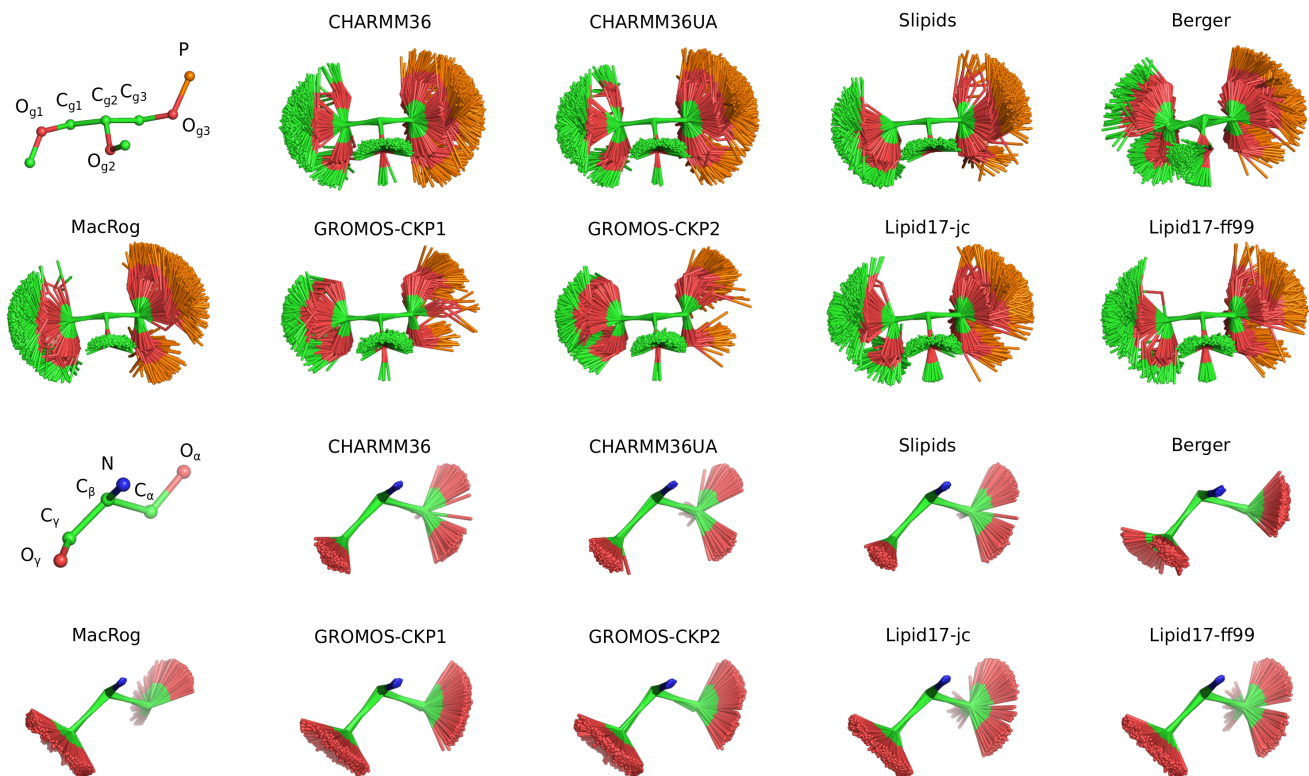 CHARMM36 CHARMM36UA Slipids Berger
P
O_g1 C_g1 C_g2 C_g3
O_g3
O_g2
MacRog GROMOS-CKP1 GROMOS-CKP2 Lipid17-jc Lipid17-ff99
CHARMM36 CHARMM36UA Slipids Berger
O_α
N
C_β C_α
C_γ
O_γ
MacRog GROMOS-CKP1 GROMOS-CKP2 Lipid17-jc Lipid17-ff99